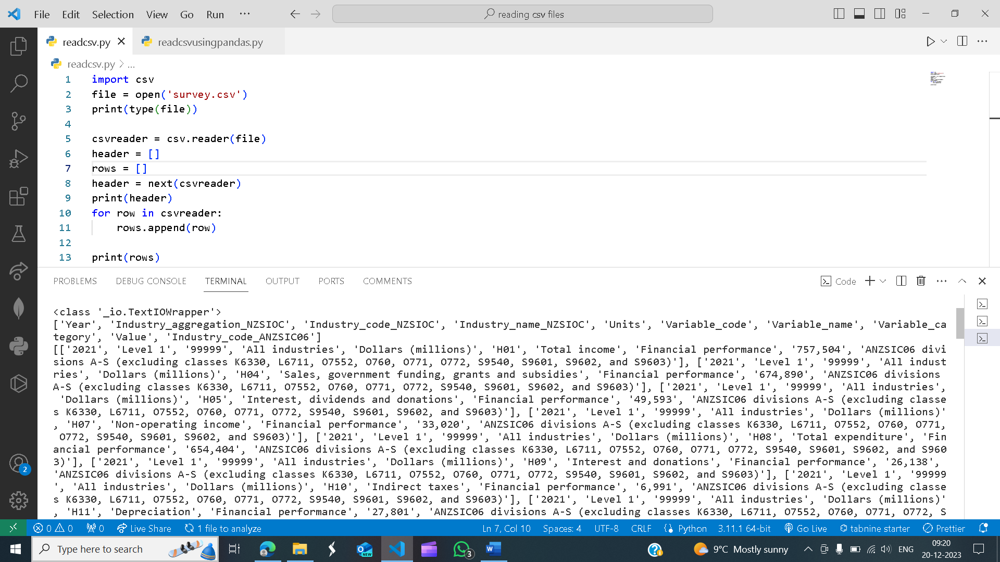 File Edit Selection View Go Run ··· reading csv files
readcsv.py readcsvusingpandas.py
readcsv.py > ...
1 import csv
2 file = open('survey.csv')
3 print(type(file))
4
5 csvreader = csv.reader(file)
6 header = []
7 rows = []
8 header = next(csvreader)
9 print(header)
10 for row in csvreader:
11 rows.append(row)
12
13 print(rows)
PROBLEMS DEBUG CONSOLE TERMINAL OUTPUT PORTS COMMENTS Code
<class '_io.TextIOWrapper'>
['Year', 'Industry_aggregation_NZSIOC', 'Industry_code_NZSIOC', 'Industry_name_NZSIOC', 'Units', 'Variable_code', 'Variable_name', 'Variable_ca
tegory', 'Value', 'Industry_code_ANZSIC06']
[['2021', 'Level 1', '99999', 'All industries', 'Dollars (millions)', 'H01', 'Total income', 'Financial performance', '757,504', 'ANZSIC06 divi
sions A-S (excluding classes K6330, L6711, O7552, O760, O771, O772, S9540, S9601, S9602, and S9603)'], ['2021', 'Level 1', '99999', 'All indust
ries', 'Dollars (millions)', 'H04', 'Sales, government funding, grants and subsidies', 'Financial performance', '674,890', 'ANZSIC06 divisions
A-S (excluding classes K6330, L6711, O7552, O760, O771, O772, S9540, S9601, S9602, and S9603)'], ['2021', 'Level 1', '99999', 'All industries',
'Dollars (millions)', 'H05', 'Interest, dividends and donations', 'Financial performance', '49,593', 'ANZSIC06 divisions A-S (excluding classe
s K6330, L6711, O7552, O760, O771, O772, S9540, S9601, S9602, and S9603)'], ['2021', 'Level 1', '99999', 'All industries', 'Dollars (millions)'
, 'H07', 'Non-operating income', 'Financial performance', '33,020', 'ANZSIC06 divisions A-S (excluding classes K6330, L6711, O7552, O760, O771,
O772, S9540, S9601, S9602, and S9603)'], ['2021', 'Level 1', '99999', 'All industries', 'Dollars (millions)', 'H08', 'Total expenditure', 'Fin
ancial performance', '654,404', 'ANZSIC06 divisions A-S (excluding classes K6330, L6711, O7552, O760, O771, O772, S9540, S9601, S9602, and S960
3)'], ['2021', 'Level 1', '99999', 'All industries', 'Dollars (millions)', 'H09', 'Interest and donations', 'Financial performance', '26,138',
'ANZSIC06 divisions A-S (excluding classes K6330, L6711, O7552, O760, O771, O772, S9540, S9601, S9602, and S9603)'], ['2021', 'Level 1', '99999
', 'All industries', 'Dollars (millions)', 'H10', 'Indirect taxes', 'Financial performance', '6,991', 'ANZSIC06 divisions A-S (excluding classe
s K6330, L6711, O7552, O760, O771, O772, S9540, S9601, S9602, and S9603)'], ['2021', 'Level 1', '99999', 'All industries', 'Dollars (millions)'
, 'H11', 'Depreciation', 'Financial performance', '27,801', 'ANZSIC06 divisions A-S (excluding classes K6330, L6711, O7552, O760, O771, O772, S
2
0 0 0 Live Share 1 file to analyze Ln 7, Col 10 Spaces: 4 UTF-8 CRLF Python 3.11.1 64-bit Go Live tabnine starter Prettier
Type here to search NEW 3 9°C Mostly sunny ENG 09:20
20-12-2023